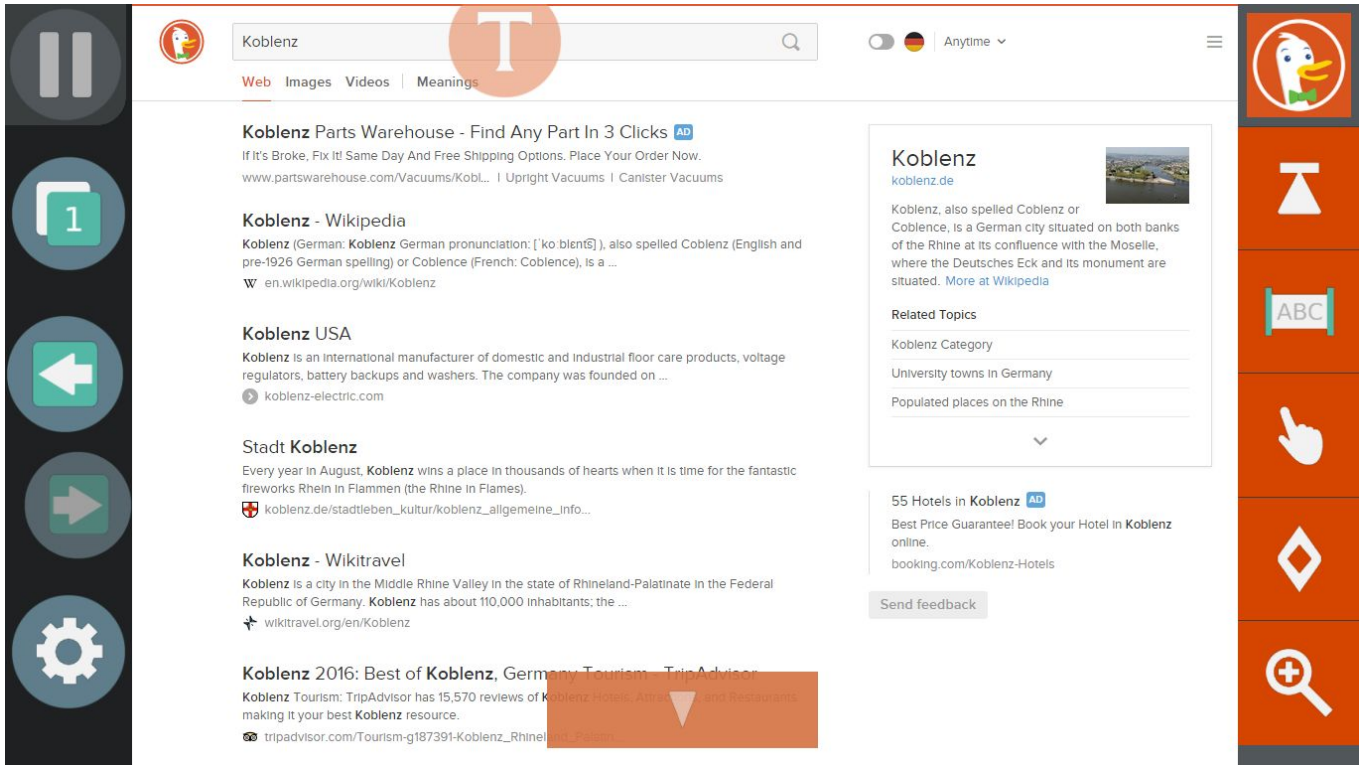 T
Koblenz
Anytime
Web Images Videos Meanings
1
Koblenz Parts Warehouse - Find Any Part In 3 Clicks AD
If It's Broke, Fix It! Same Day And Free Shipping Options. Place Your Order Now.
www.partswarehouse.com/Vacuums/Kobl... | Upright Vacuums | Canister Vacuums
Koblenz - Wikipedia
Koblenz (German: Koblenz German pronunciation: [ˈkoːblɛnt͡s] ), also spelled Coblenz (English and
pre-1926 German spelling) or Coblence (French: Coblence), is a ...
W en.wikipedia.org/wiki/Koblenz
Koblenz USA
Koblenz is an international manufacturer of domestic and industrial floor care products, voltage
regulators, battery backups and washers. The company was founded on ...
koblenz-electric.com
Stadt Koblenz
Every year in August, Koblenz wins a place in thousands of hearts when it is time for the fantastic
fireworks Rhein in Flammen (the Rhine in Flames).
koblenz.de/stadtleben_kultur/koblenz_allgemeine_info...
Koblenz - Wikitravel
Koblenz is a city in the Middle Rhine Valley in the state of Rhineland-Palatinate in the Federal
Republic of Germany. Koblenz has about 110,000 inhabitants; the ...
wikitravel.org/en/Koblenz
Koblenz 2016: Best of Koblenz, Germany Tourism - TripAdvisor
Koblenz Tourism: TripAdvisor has 15,570 reviews of Koblenz Hotels, Attractions, and Restaurants
making it your best Koblenz resource.
tripadvisor.com/Tourism-g187391-Koblenz_Rhineland_Palatin...
Koblenz
koblenz.de
Koblenz, also spelled Coblenz or
Coblence, is a German city situated on both banks
of the Rhine at its confluence with the Moselle,
where the Deutsches Eck and its monument are
situated. More at Wikipedia
Related Topics
Koblenz Category
University towns in Germany
Populated places on the Rhine
55 Hotels in Koblenz AD
Best Price Guarantee! Book your Hotel in Koblenz
online.
booking.com/Koblenz-Hotels
Send feedback
ABC